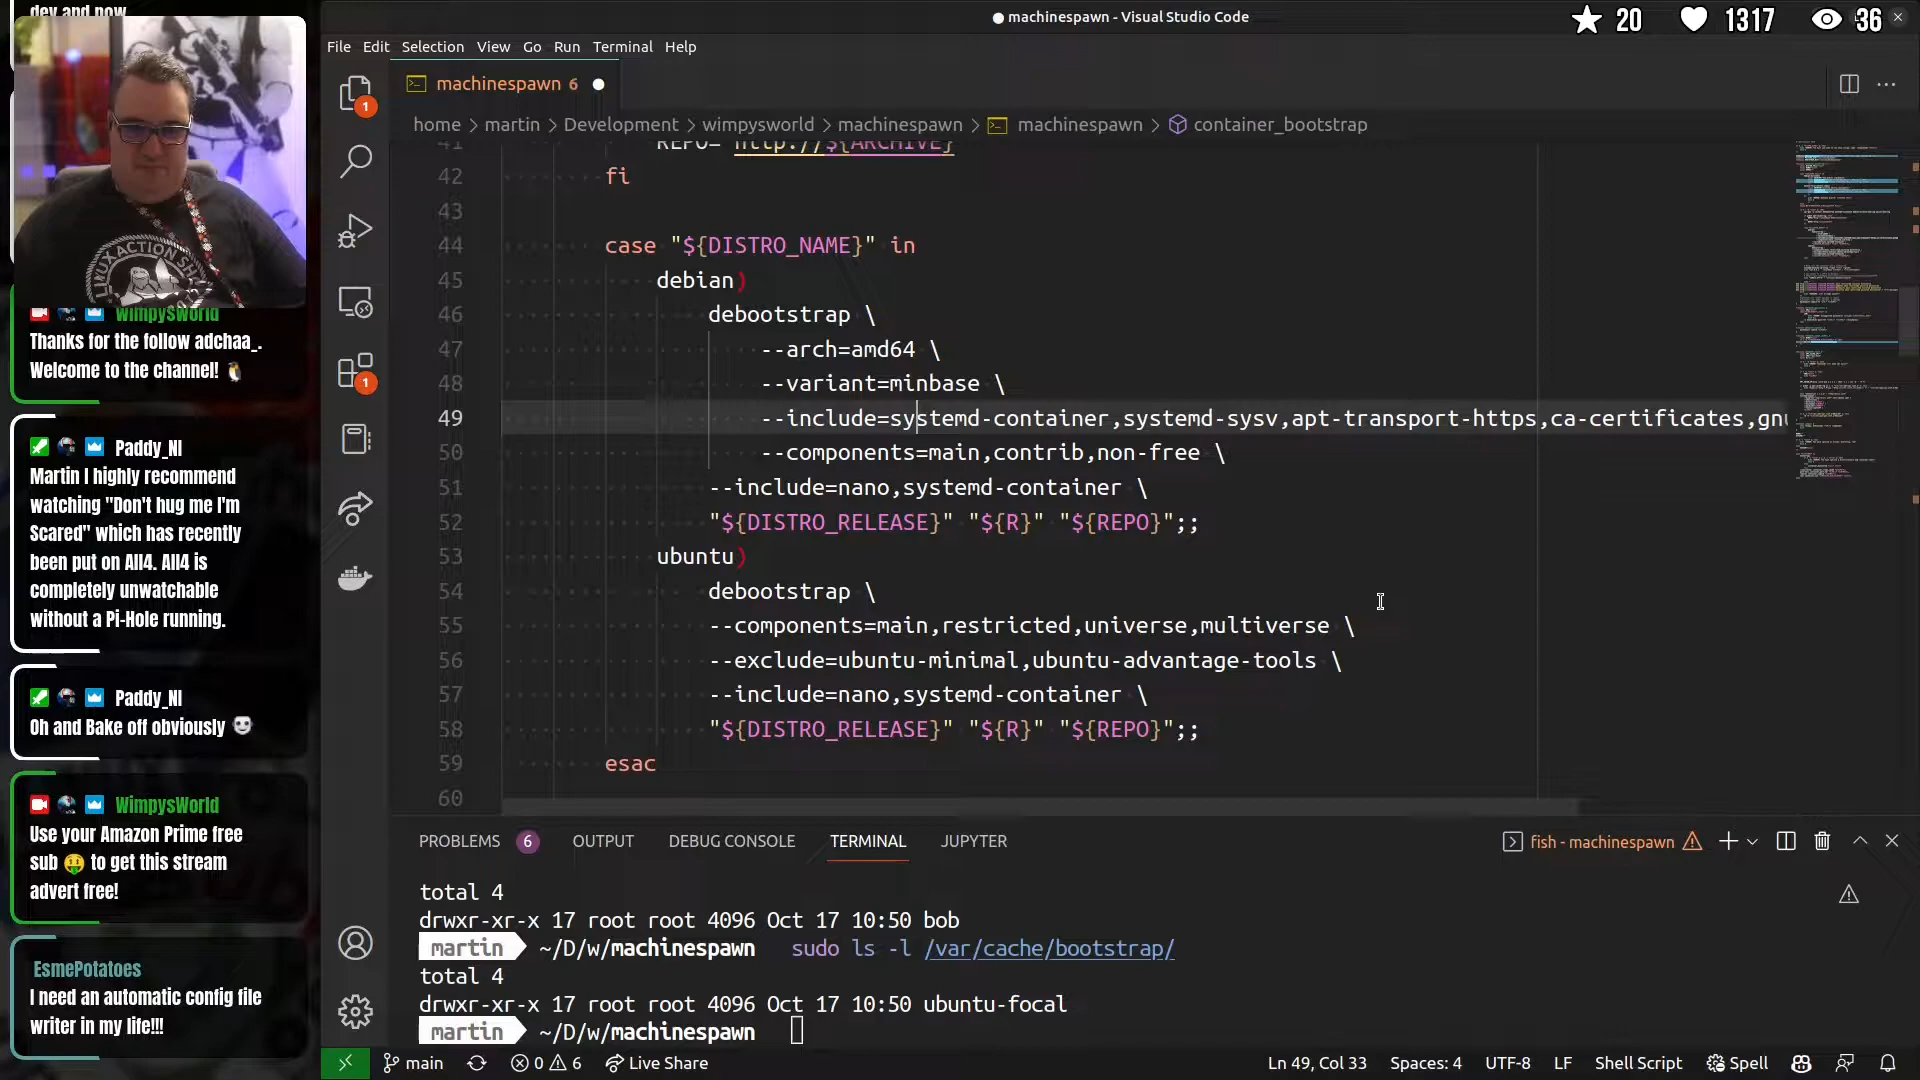 dev and now
WimpysWorld
Thanks for the follow adchaa_.
Welcome to the channel! 🐧
Paddy_NI
Martin I highly recommend
watching "Don't hug me I'm
Scared" which has recently
been put on All4. All4 is
completely unwatchable
without a Pi-Hole running.
Paddy_NI
Oh and Bake off obviously
WimpysWorld
Use your Amazon Prime free
sub 🤑 to get this stream
advert free!
EsmePotatoes
I need an automatic config file
writer in my life!!!
LINUX ACTION SHOW
machinespawn - Visual Studio Code
20 1317 36
File Edit Selection View Go Run Terminal Help
machinespawn 6
home > martin > Development > wimpysworld > machinespawn > machinespawn > container_bootstrap
41 REPO="http://${ARCHIVE}"
42 fi
43
44 case "${DISTRO_NAME}" in
45 debian)
46 debootstrap \
47 --arch=amd64 \
48 --variant=minbase \
49 --include=systemd-container,systemd-sysv,apt-transport-https,ca-certificates,gnu
50 --components=main,contrib,non-free \
51 --include=nano,systemd-container \
52 "${DISTRO_RELEASE}" "${R}" "${REPO}";;
53 ubuntu)
54 debootstrap \
55 --components=main,restricted,universe,multiverse \
56 --exclude=ubuntu-minimal,ubuntu-advantage-tools \
57 --include=nano,systemd-container \
58 "${DISTRO_RELEASE}" "${R}" "${REPO}";;
59 esac
60
1
1
PROBLEMS 6 OUTPUT DEBUG CONSOLE TERMINAL JUPYTER
fish - machinespawn
total 4
drwxr-xr-x 17 root root 4096 Oct 17 10:50 bob
martin ~/D/w/machinespawn sudo ls -l /var/cache/bootstrap/
total 4
drwxr-xr-x 17 root root 4096 Oct 17 10:50 ubuntu-focal
martin ~/D/w/machinespawn
main 0 6 Live Share Ln 49, Col 33 Spaces: 4 UTF-8 LF Shell Script Spell